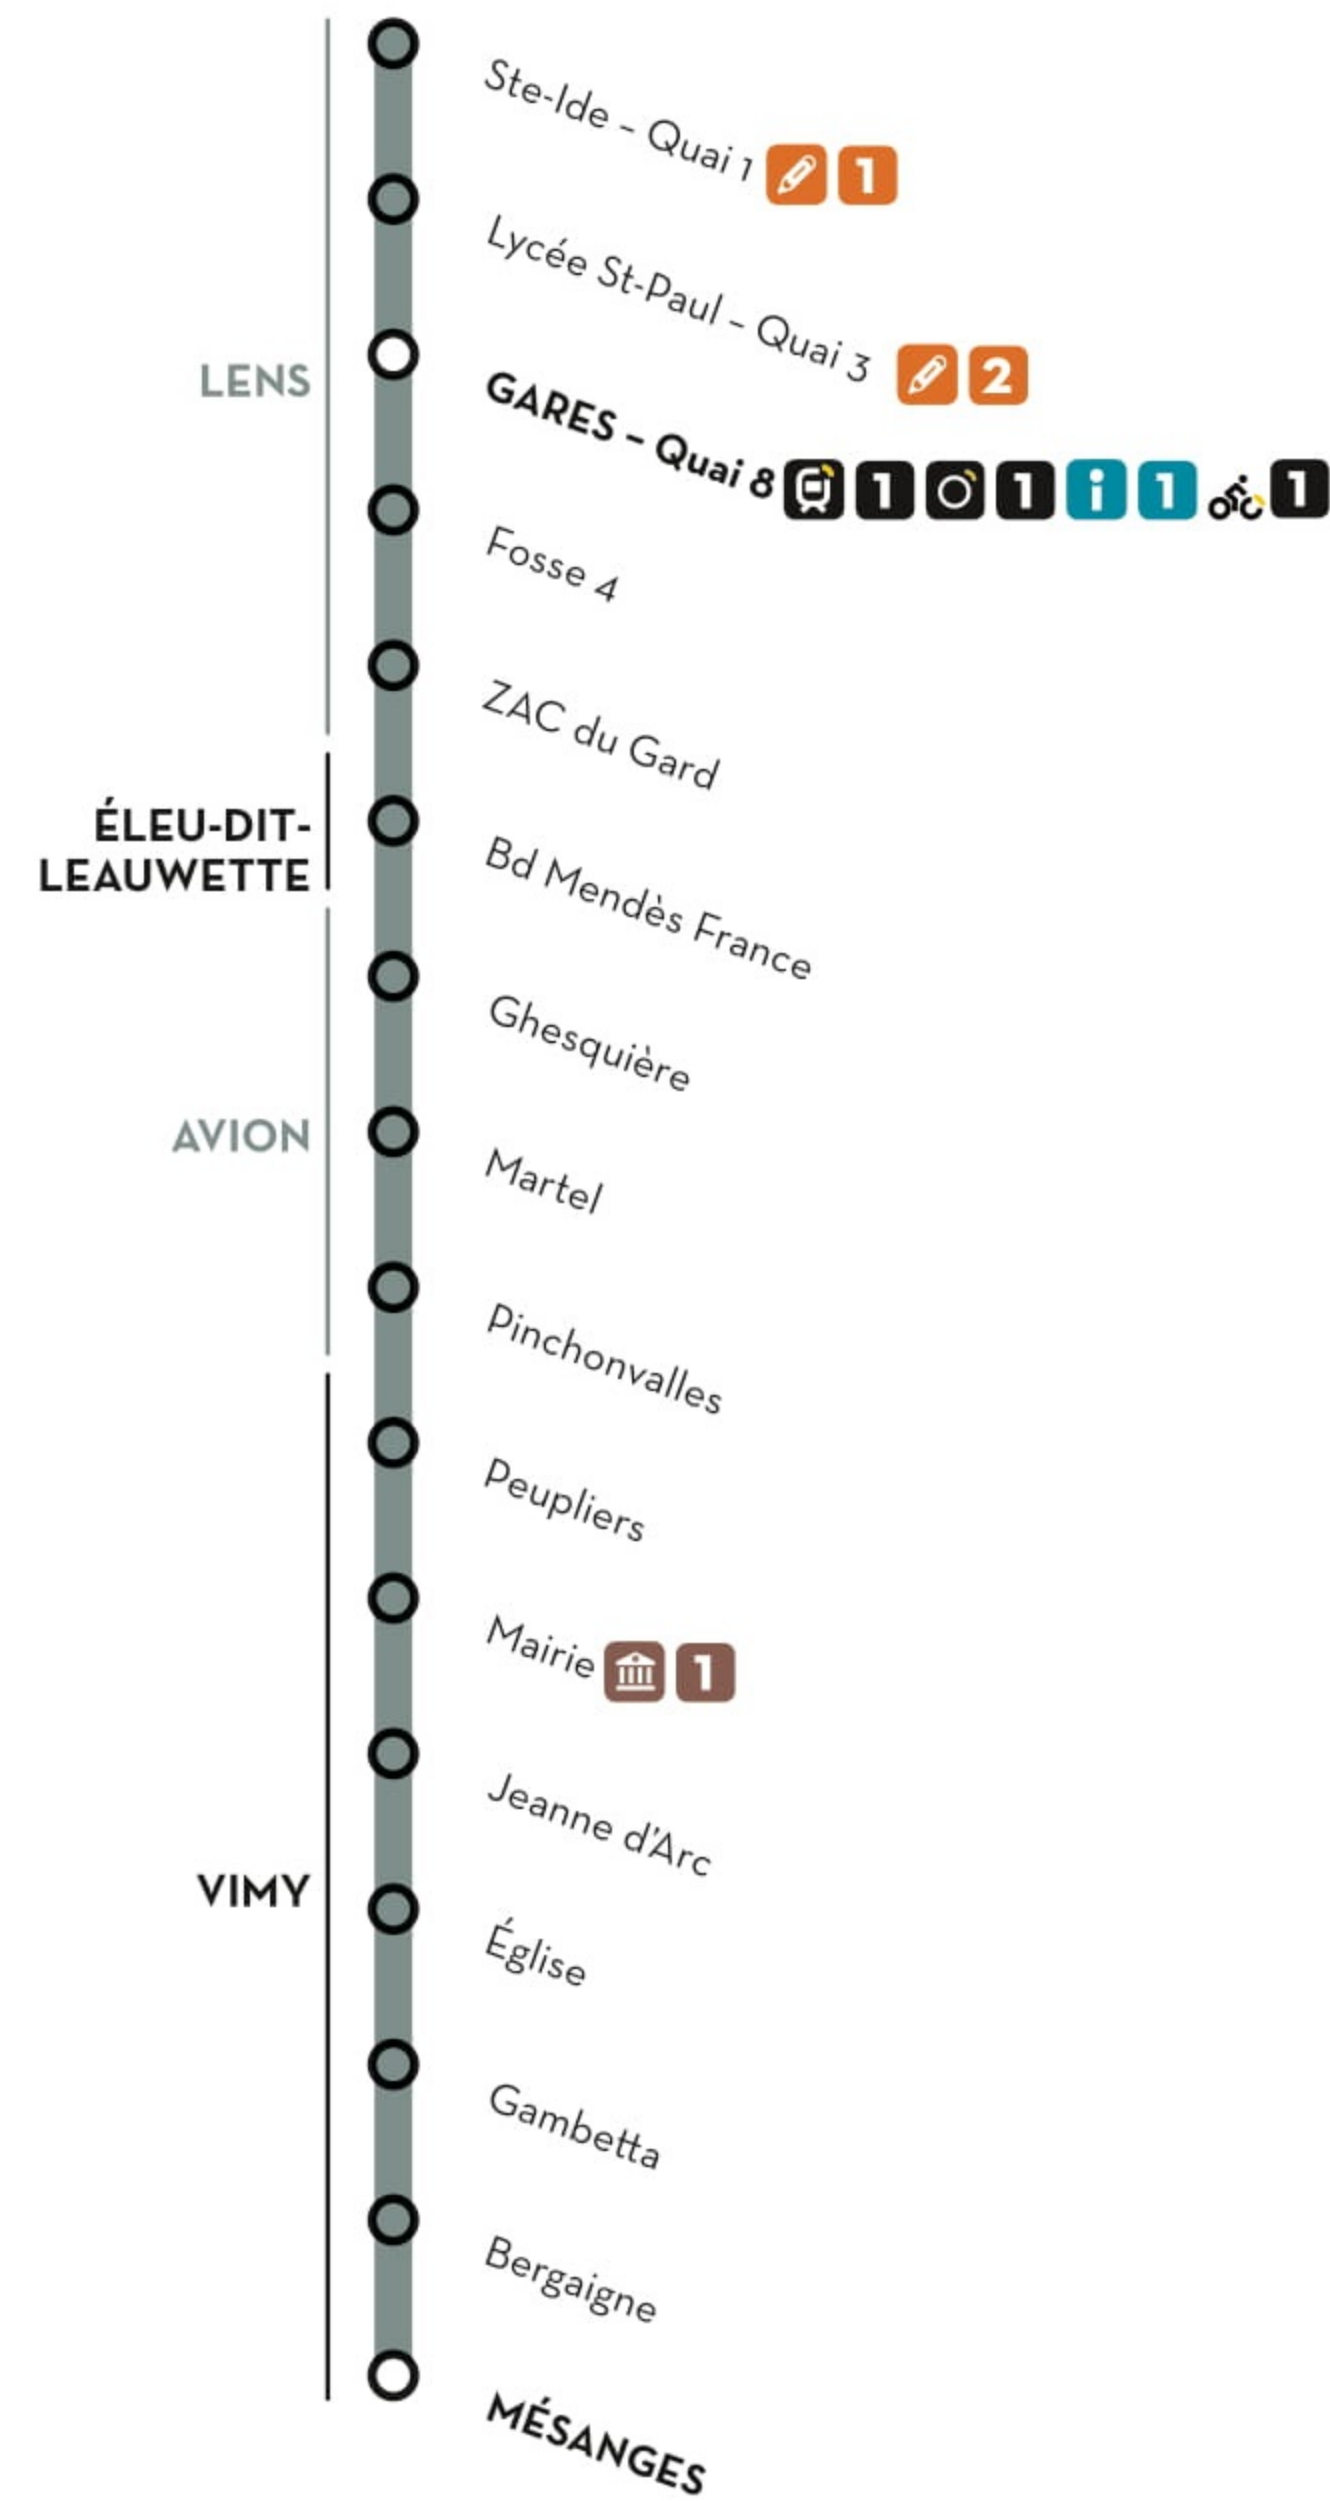 Ste-Ide - Quai 1 1
Lycée St-Paul - Quai 3 2
LENS
GARES - Quai 8 1 1 i 1 1
Fosse 4
ZAC du Gard
ÉLEU-DIT-
LEAUWETTE
Bd Mendès France
Ghesquière
AVION
Martel
Pinchonvalles
Peupliers
Mairie 1
Jeanne d'Arc
VIMY
Église
Gambetta
Bergaigne
MÉSANGES